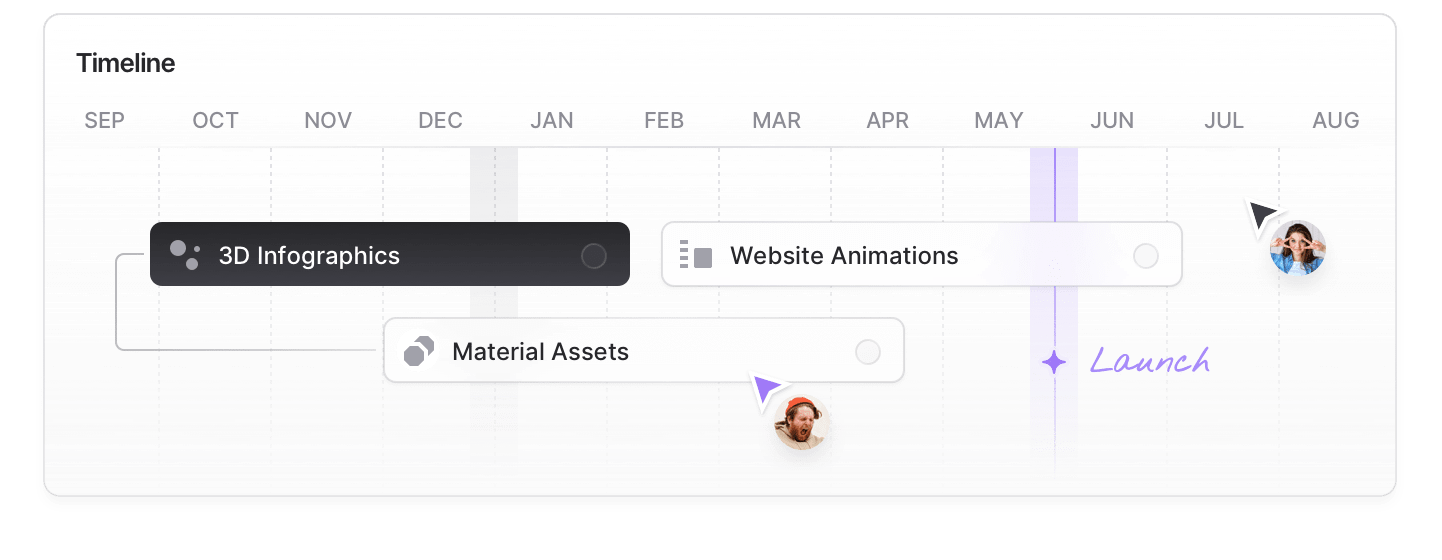 Timeline
SEP OCT NOV DEC JAN FEB MAR APR MAY JUN JUL AUG
3D Infographics
Website Animations
Material Assets
Launch